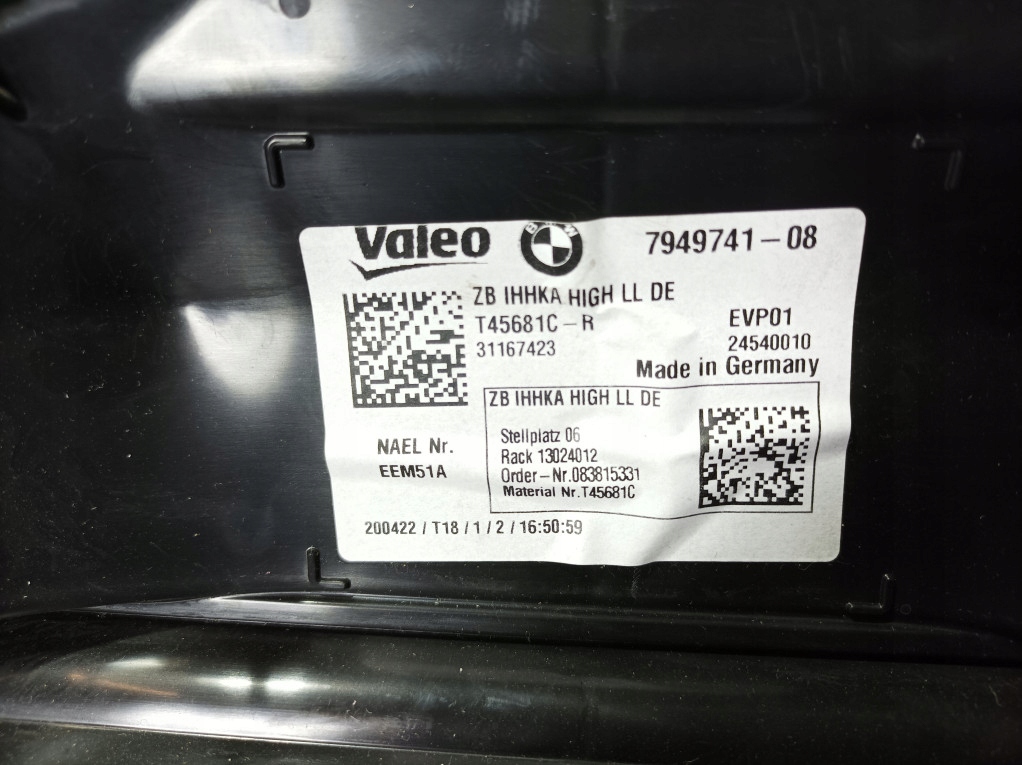 Valeo BMW 7949741-08
ZB IHHKA HIGH LL DE
T45681C-R EVP01
31167423 24540010
Made in Germany
ZB IHHKA HIGH LL DE
Stellplatz 06
NAEL Nr. Rack 13024012
EEM51A Order-Nr.083815331
Material Nr.T45681C
200422/T18/1/2/16:50:59